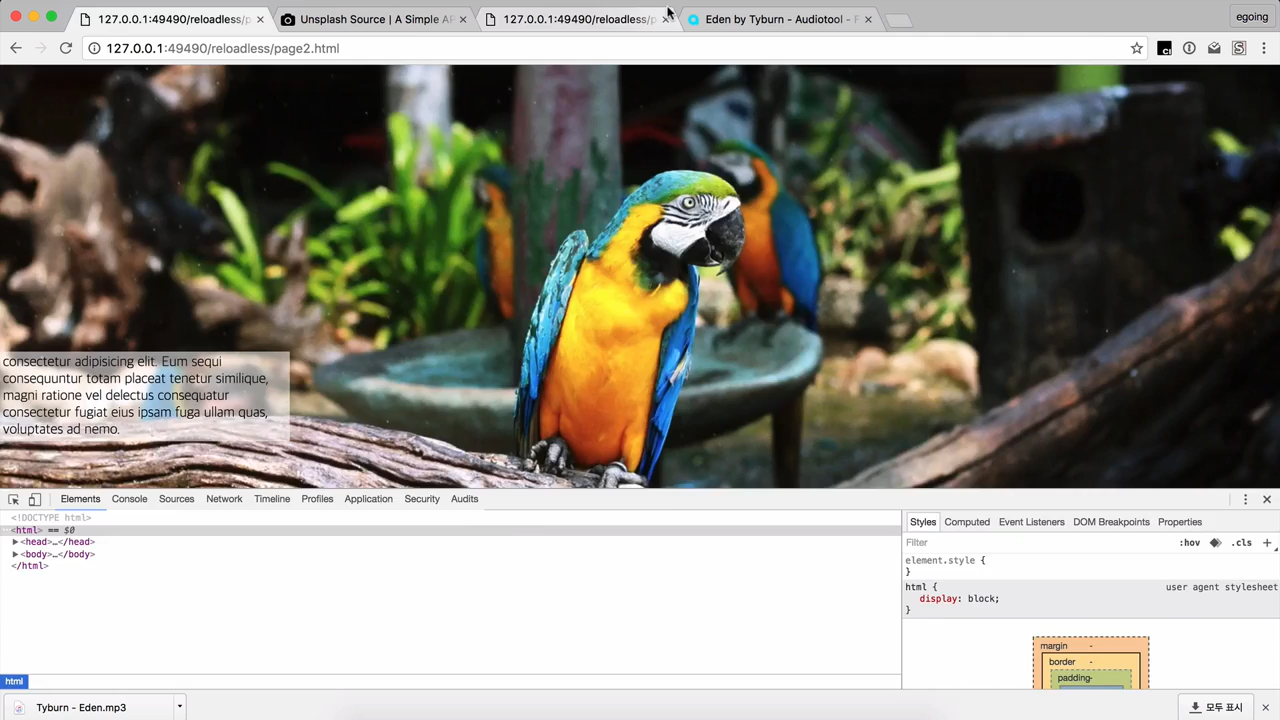 127.0.0.1:49490/reloadless/p
Unsplash Source | A Simple AP
127.0.0.1:49490/reloadless/p
Eden by Tyburn - Audiotool - F
egoing
127.0.0.1:49490/reloadless/page2.html
consectetur adipisicing elit. Eum sequi
consequuntur totam placeat tenetur similique,
magni ratione vel delectus consequatur
consectetur fugiat eius ipsam fuga ullam quas,
voluptates ad nemo.
Elements Console Sources Network Timeline Profiles Application Security Audits
<!DOCTYPE html>
<html> == $0
<head>…</head>
<body>…</body>
</html>
html
Styles Computed Event Listeners DOM Breakpoints Properties
Filter :hov .cls +
element.style {
}
html { user agent stylesheet
display: block;
}
margin -
border -
padding-
Tyburn - Eden.mp3
모두 표시